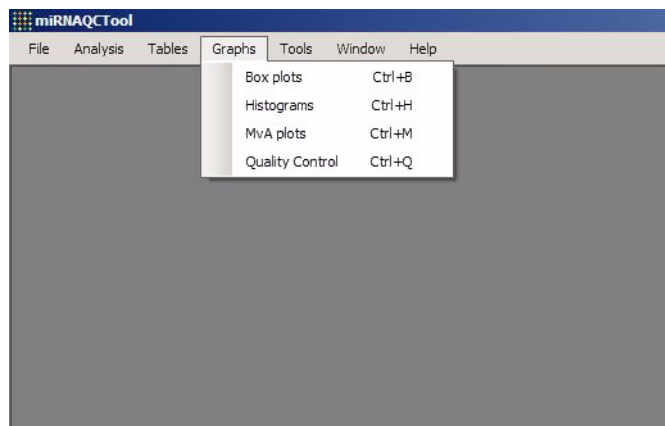 miRNAQCTool
File Analysis Tables Graphs Tools Window Help
Box plots Ctrl+B
Histograms Ctrl+H
MvA plots Ctrl+M
Quality Control Ctrl+Q